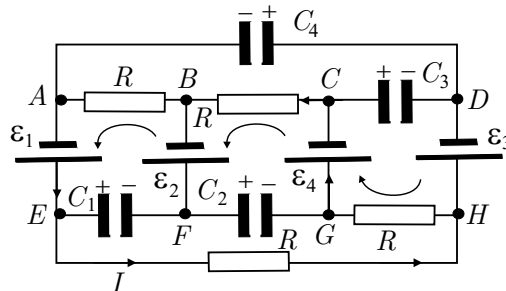 − + C₄
A R B R C + − C₃ D
ε₁ ε₂ ε₄ ε₃
E C₁ + − F C₂ + − G R H
I R